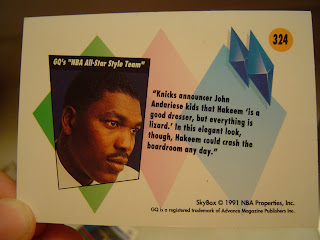 324
GQ's "NBA All-Star Style Team"
"Knicks announcer John
Andariese kids that Hakeem 'is a
good dresser, but everything is
lizard.' In this elegant look,
though, Hakeem could crash the
boardroom any day."
SkyBox © 1991 NBA Properties, Inc.
GQ is a registered trademark of Advance Magazine Publishers Inc.